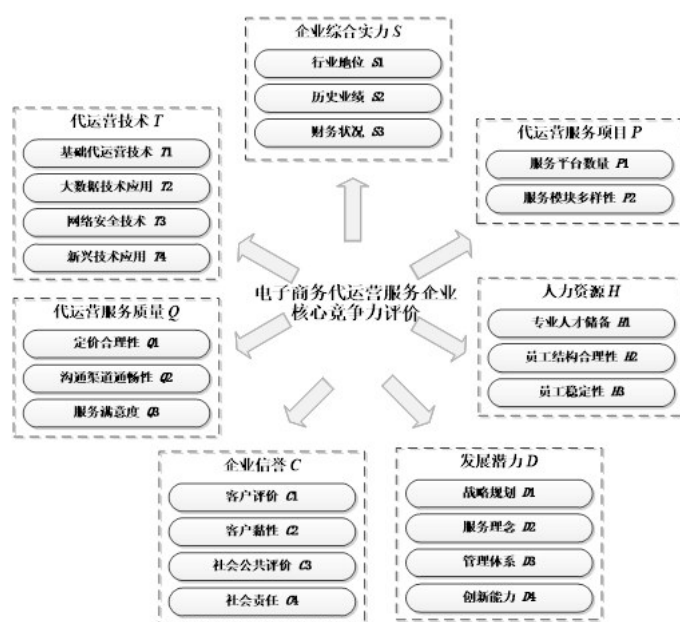 企业综合实力 S
行业地位 S1
历史业绩 S2
财务状况 S3
代运营技术 T
基础代运营技术 T1
大数据技术应用 T2
网络安全技术 T3
新兴技术应用 T4
代运营服务项目 P
服务平台数量 P1
服务模块多样性 P2
电子商务代运营服务企业
核心竞争力评价
代运营服务质量 Q
定价合理性 Q1
沟通渠道通畅性 Q2
服务满意度 Q3
人力资源 H
专业人才储备 H1
员工结构合理性 H2
员工稳定性 H3
企业信誉 C
客户评价 C1
客户黏性 C2
社会公共评价 C3
社会责任 C4
发展潜力 D
战略规划 D1
服务理念 D2
管理体系 D3
创新能力 D4